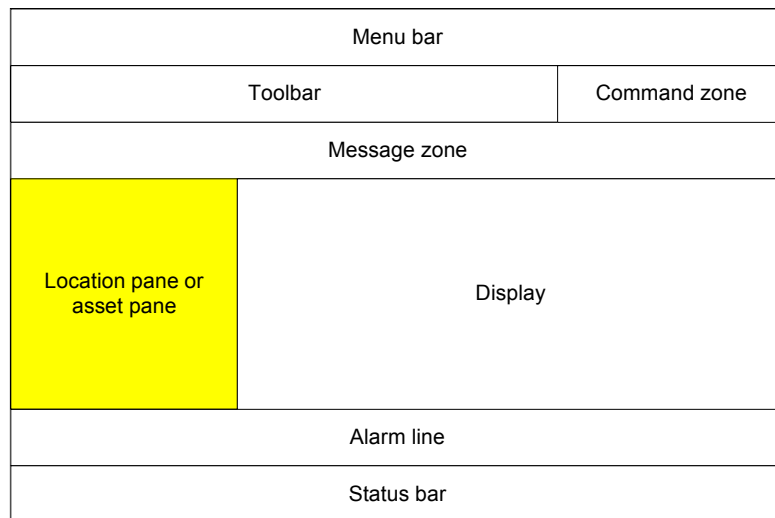 Menu bar
Toolbar
Command zone
Message zone
Location pane or
asset pane
Display
Alarm line
Status bar